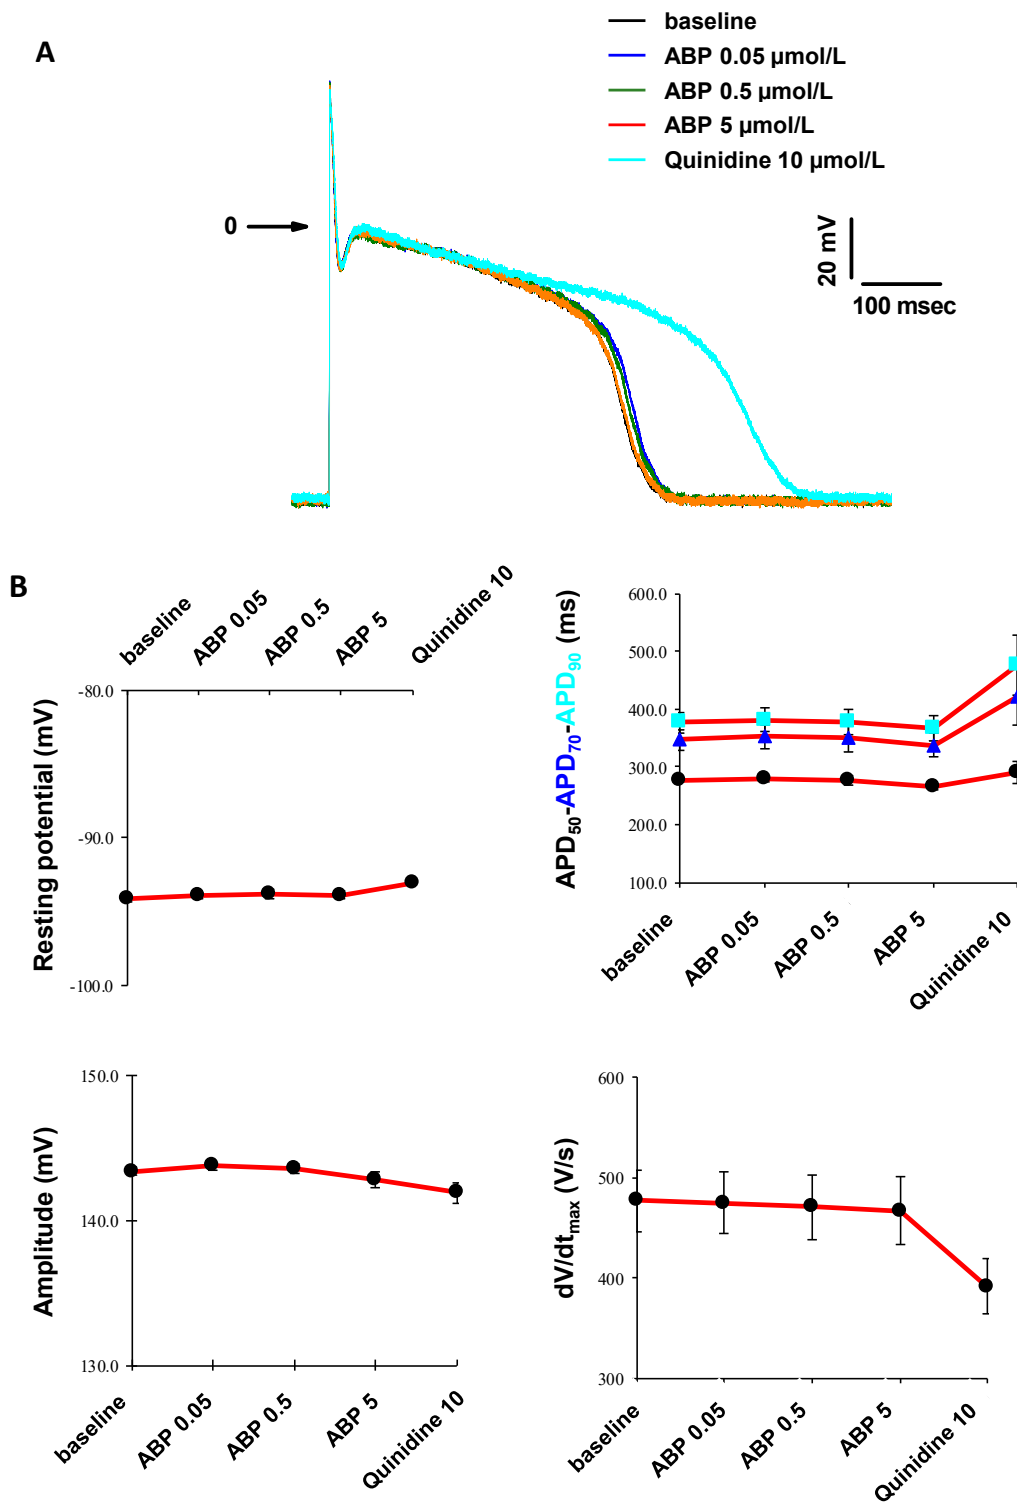 A
baseline
ABP 0.05 µmol/L
ABP 0.5 µmol/L
ABP 5 µmol/L
Quinidine 10 µmol/L
0
20 mV
100 msec
B
baseline
ABP 0.05
ABP 0.5
ABP 5
Quinidine 10
Resting potential (mV)
-80.0
-90.0
-100.0
APD50-APD70-APD90 (ms)
600.0
500.0
400.0
300.0
200.0
100.0
baseline
ABP 0.05
ABP 0.5
ABP 5
Quinidine 10
Amplitude (mV)
150.0
140.0
130.0
baseline
ABP 0.05
ABP 0.5
ABP 5
Quinidine 10
dV/dtmax (V/s)
600
500
400
300
baseline
ABP 0.05
ABP 0.5
ABP 5
Quinidine 10